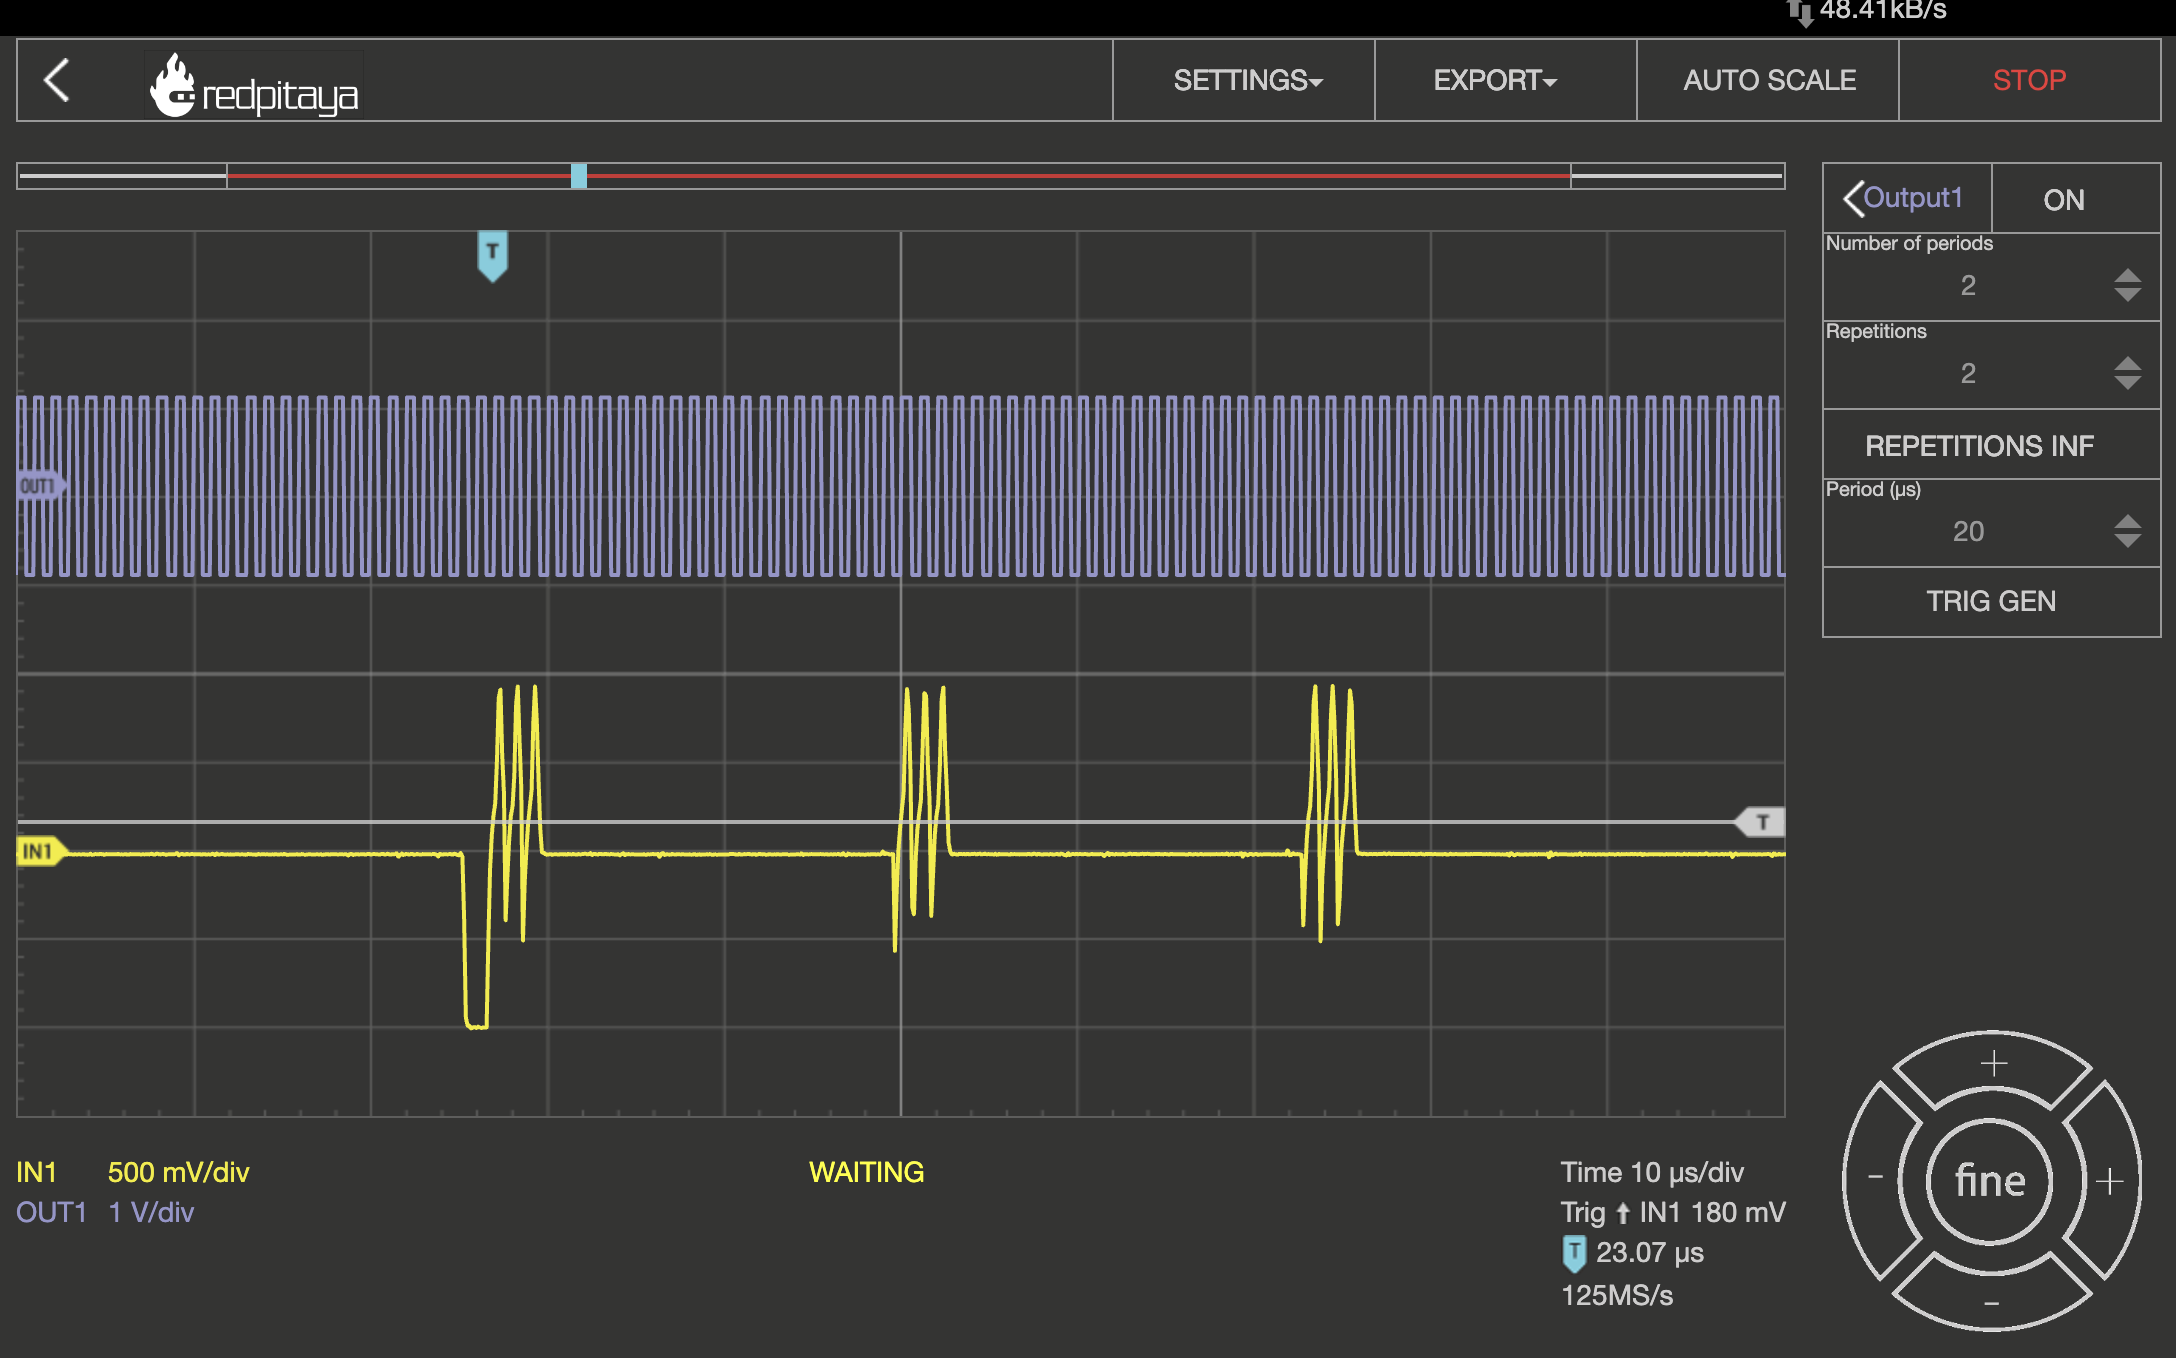 48.41kB/s
redpitaya
SETTINGS
EXPORT
AUTO SCALE
STOP
Output1
ON
Number of periods
2
Repetitions
2
REPETITIONS INF
Period (µs)
20
TRIG GEN
T
OUT1
T
IN1
IN1 500 mV/div
WAITING
Time 10 µs/div
OUT1 1 V/div
Trig IN1 180 mV
T 23.07 µs
125MS/s
+
- fine +
-